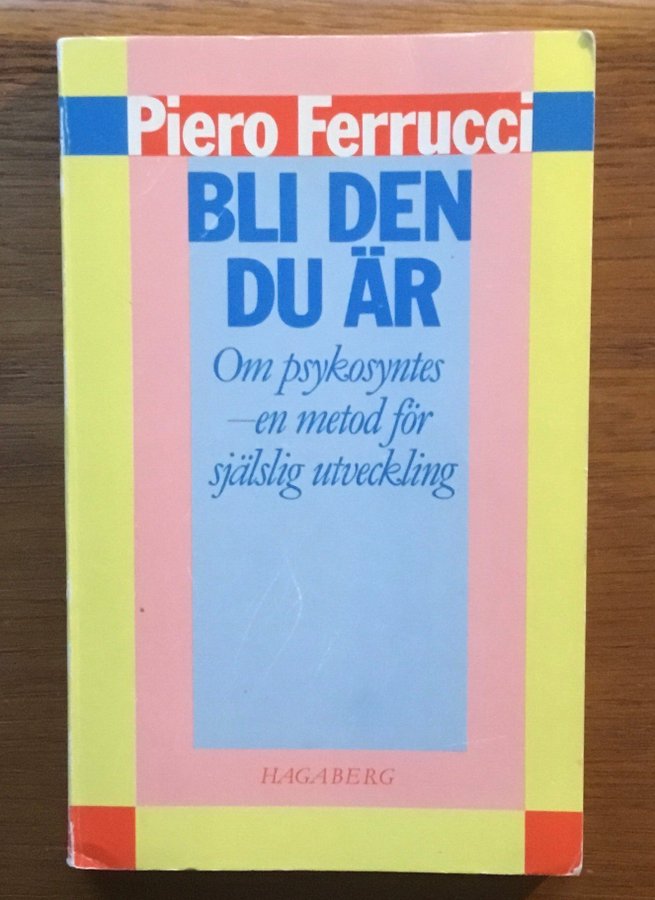 Piero Ferrucci
BLI DEN
DU ÄR
Om psykosyntes
—en metod för
själslig utveckling
HAGABERG